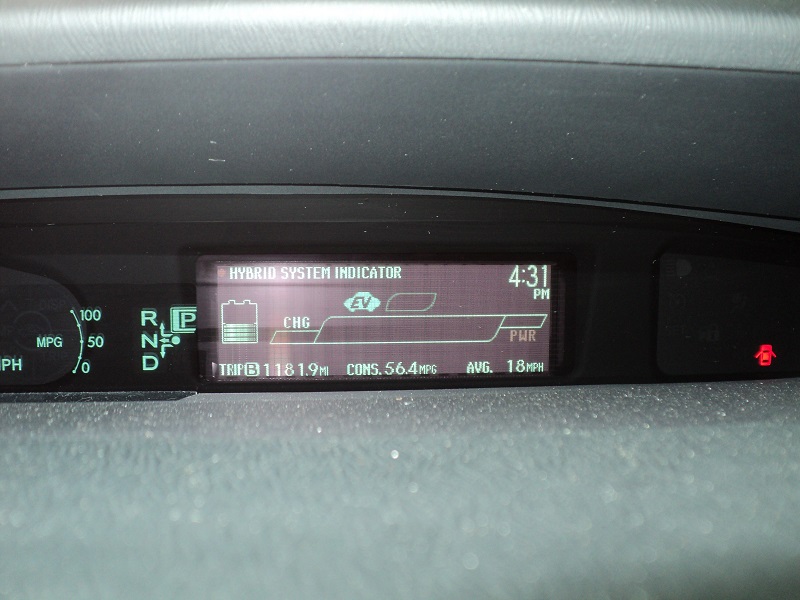 HYBRID SYSTEM INDICATOR
4:31
PM
EV
CHG
PWR
TRIP B 1181.9 MI CONS. 56.4 MPG AVG. 18 MPH
R
P
N
D
100
MPG 50
0
MPH